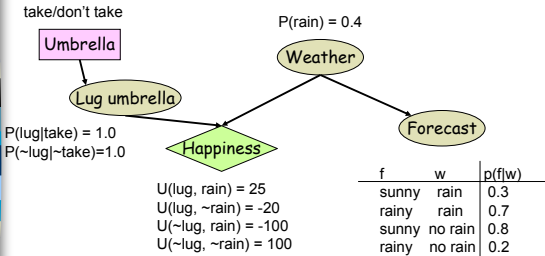 take/don't take
Umbrella
P(rain) = 0.4
Weather
Lug umbrella
P(lug|take) = 1.0
P(~lug|~take)=1.0
Happiness
Forecast
U(lug, rain) = 25
U(lug, ~rain) = -20
U(~lug, rain) = -100
U(~lug, ~rain) = 100
f w p(f|w)
sunny rain 0.3
rainy rain 0.7
sunny no rain 0.8
rainy no rain 0.2